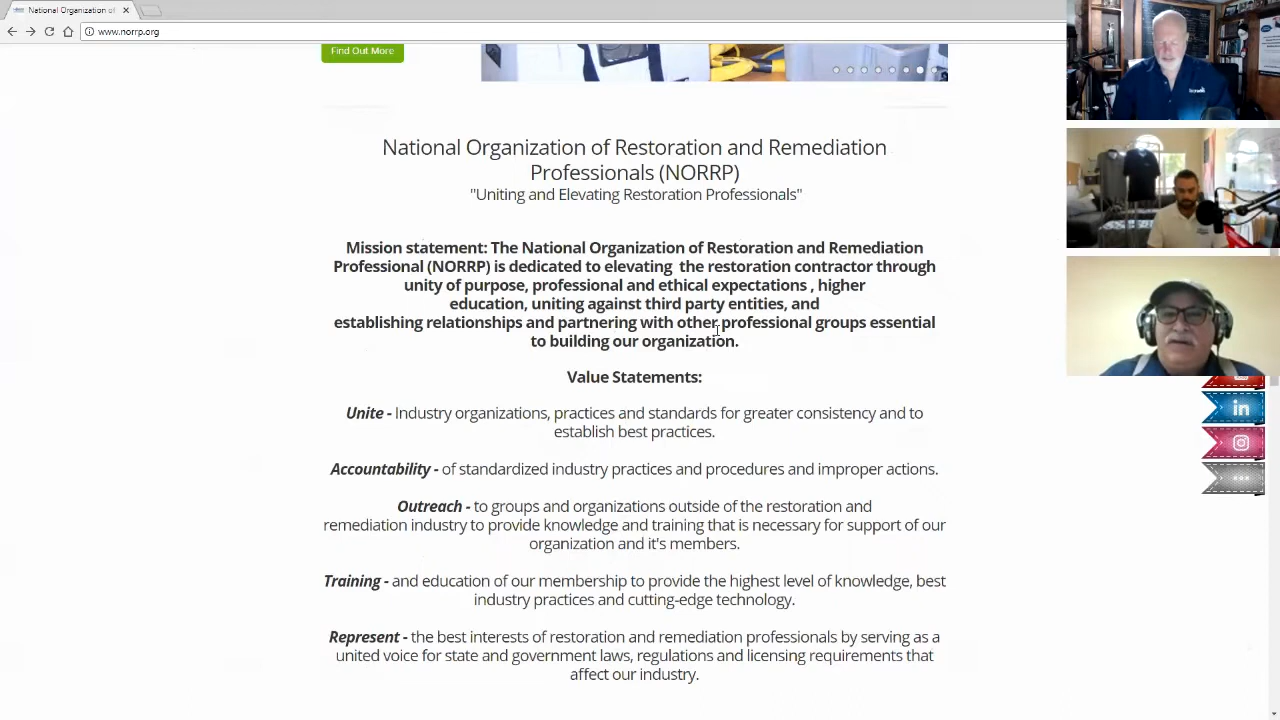 National Organization of
www.norrp.org
Find Out More
National Organization of Restoration and Remediation
Professionals (NORRP)
"Uniting and Elevating Restoration Professionals"
Mission statement: The National Organization of Restoration and Remediation
Professional (NORRP) is dedicated to elevating  the restoration contractor through
unity of purpose, professional and ethical expectations , higher
education, uniting against third party entities, and
establishing relationships and partnering with other professional groups essential
to building our organization.
Value Statements:
Unite - Industry organizations, practices and standards for greater consistency and to
establish best practices.
Accountability - of standardized industry practices and procedures and improper actions.
Outreach - to groups and organizations outside of the restoration and
remediation industry to provide knowledge and training that is necessary for support of our
organization and it's members.
Training - and education of our membership to provide the highest level of knowledge, best
industry practices and cutting-edge technology.
Represent - the best interests of restoration and remediation professionals by serving as a
united voice for state and government laws, regulations and licensing requirements that
affect our industry.
in